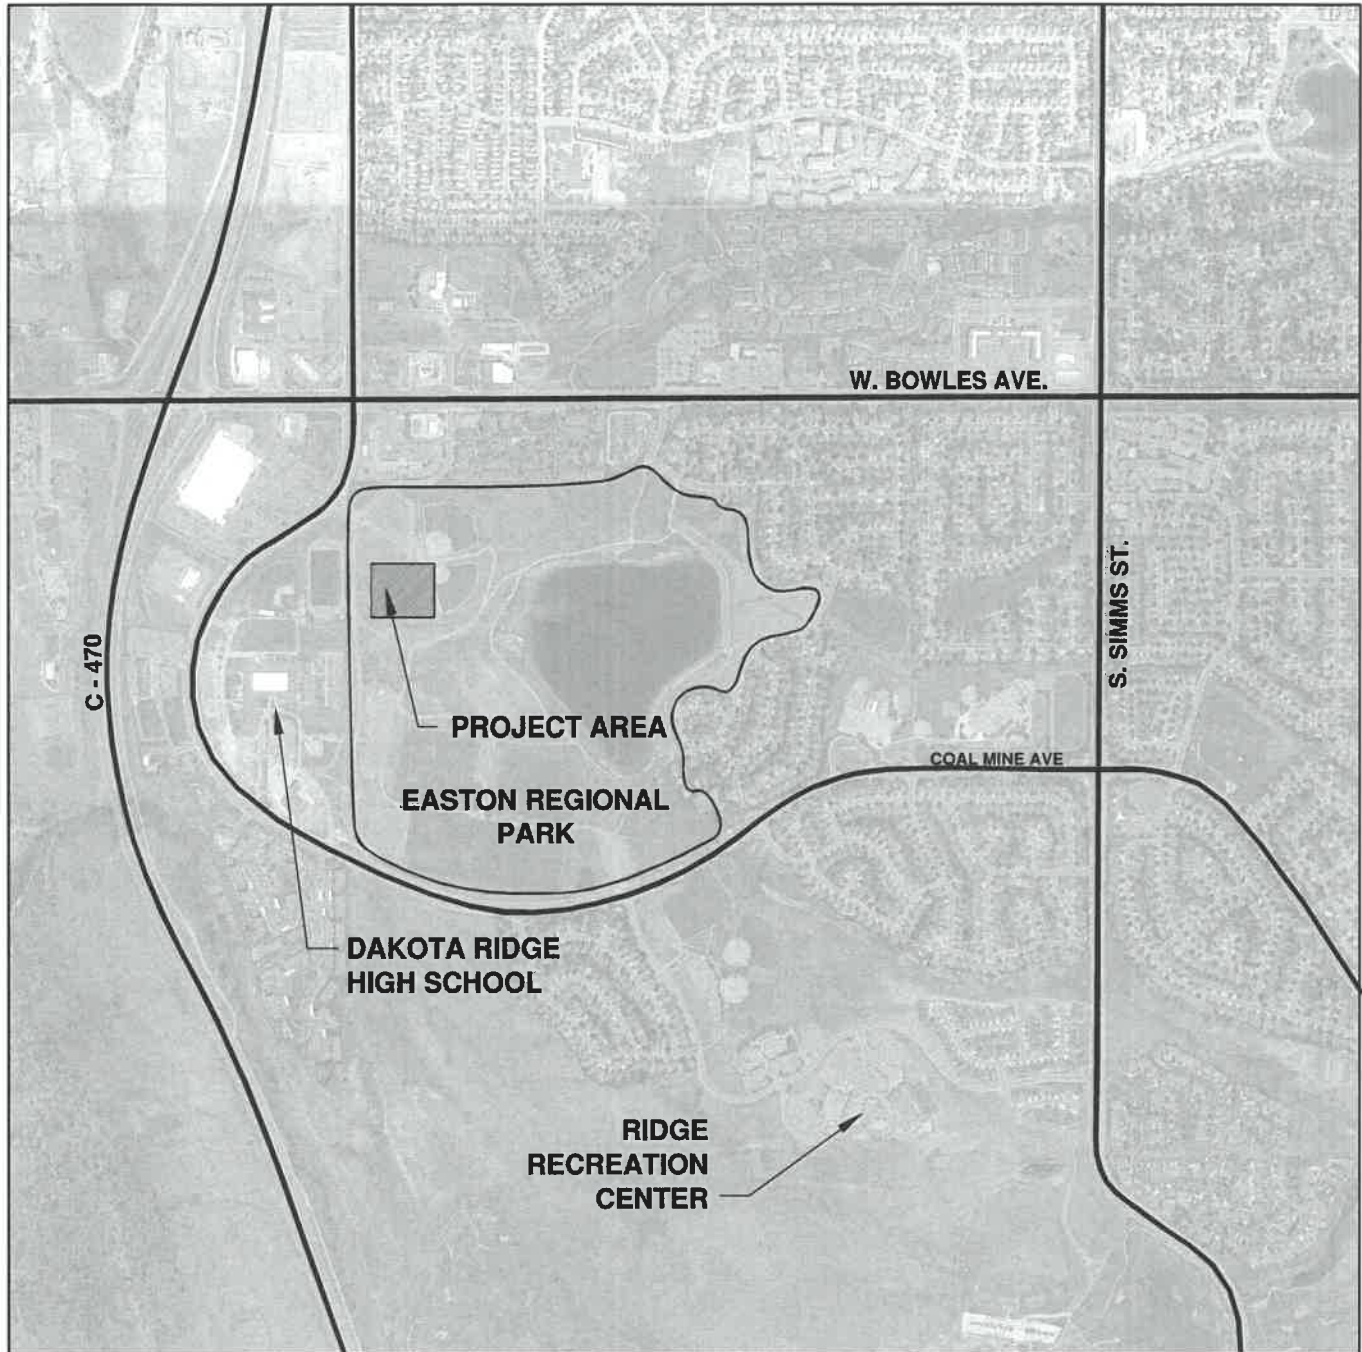 W. BOWLES AVE.
S. SIMMS ST.
C - 470
PROJECT AREA
COAL MINE AVE
EASTON REGIONAL
PARK
DAKOTA RIDGE
HIGH SCHOOL
RIDGE
RECREATION
CENTER